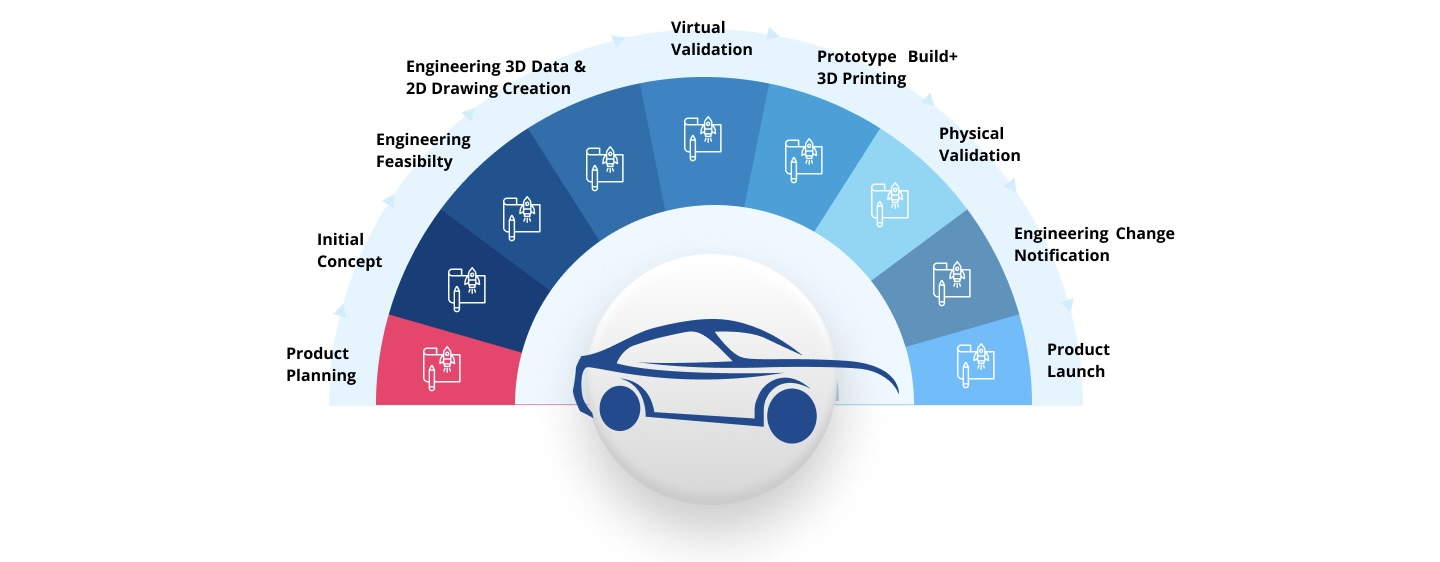 Product
Planning
Initial
Concept
Engineering
Feasibilty
Engineering 3D Data &
2D Drawing Creation
Virtual
Validation
Prototype Build+
3D Printing
Physical
Validation
Engineering Change
Notification
Product
Launch